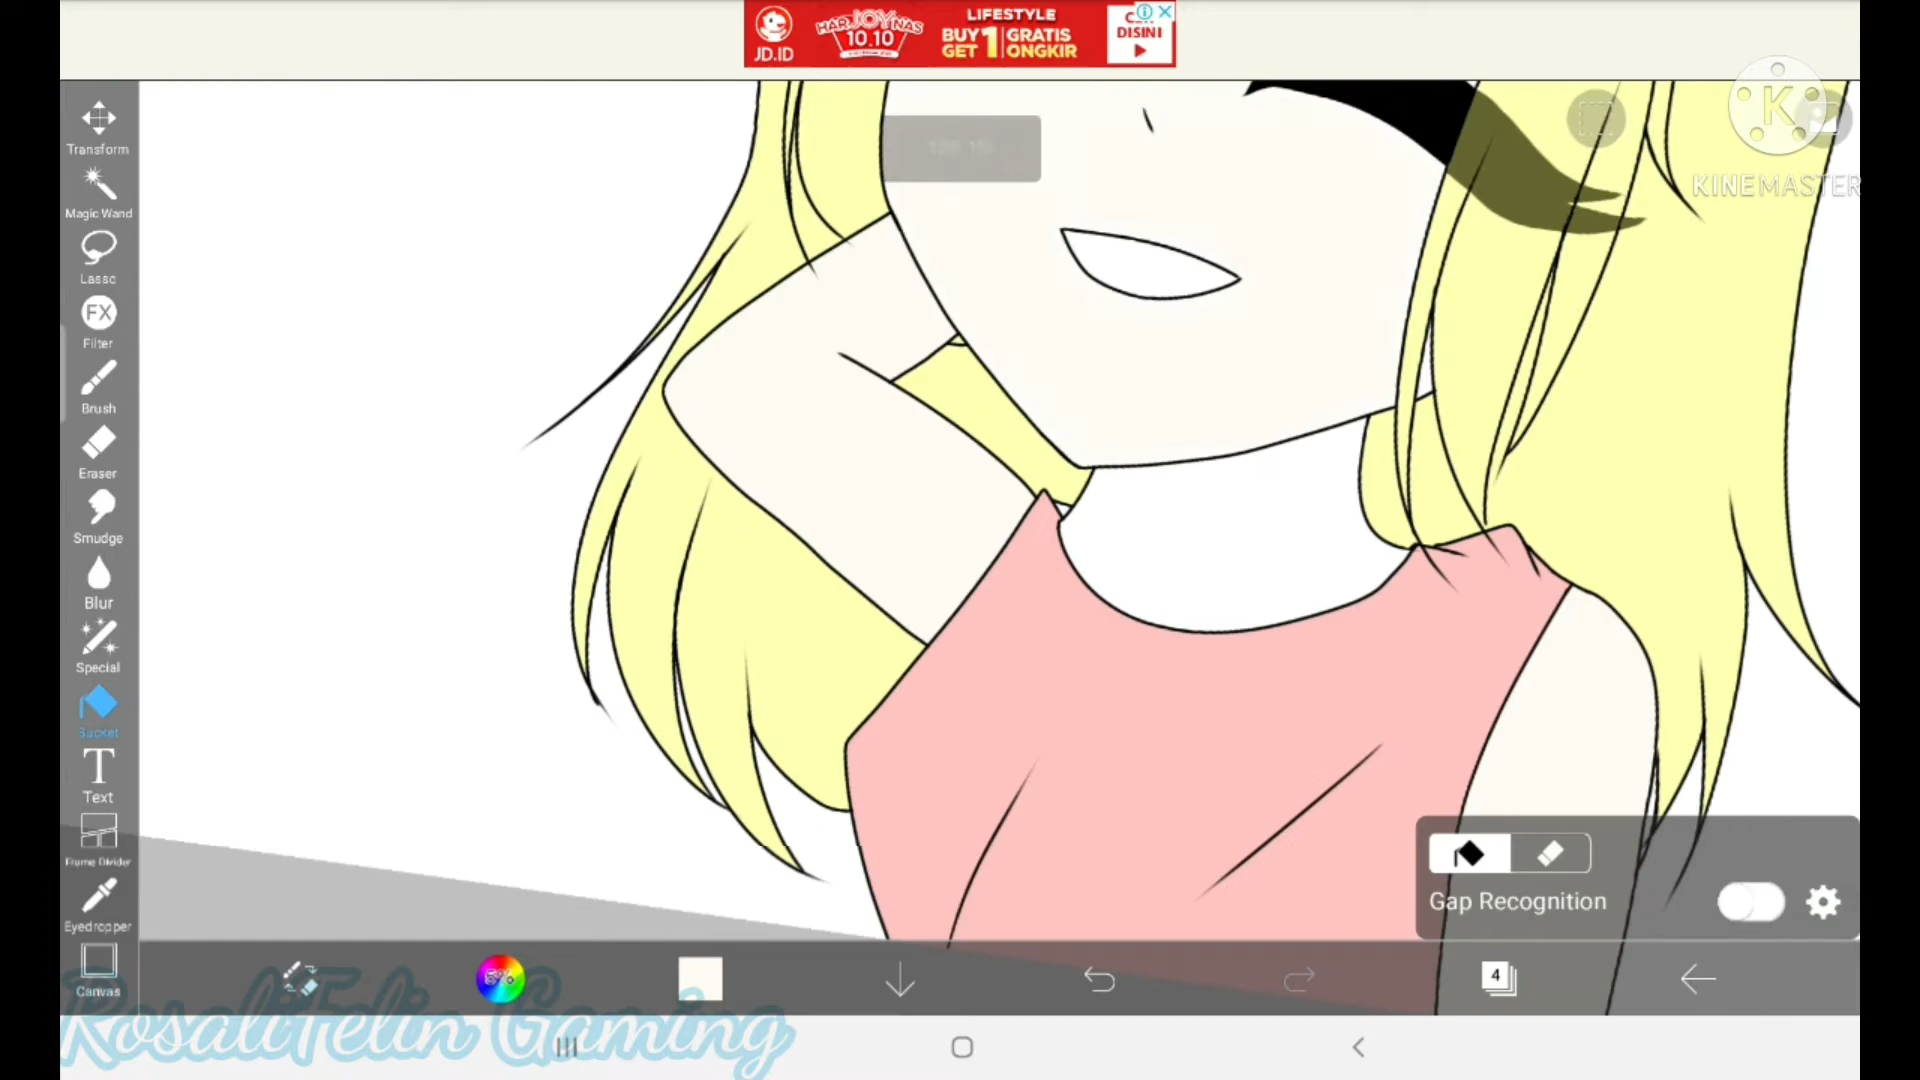 JD.ID
HARJOYNAS
10.10
LIFESTYLE
BUY 1 GRATIS
GET 1 ONGKIR
DISINI
K
KINEMASTER
Transform
Magic Wand
Lasso
FX
Filter
Brush
Eraser
Smudge
Blur
Special
Bucket
T
Text
Frame Divider
Eyedropper
Canvas
Gap Recognition
5%
4
RosaliFelin Gaming